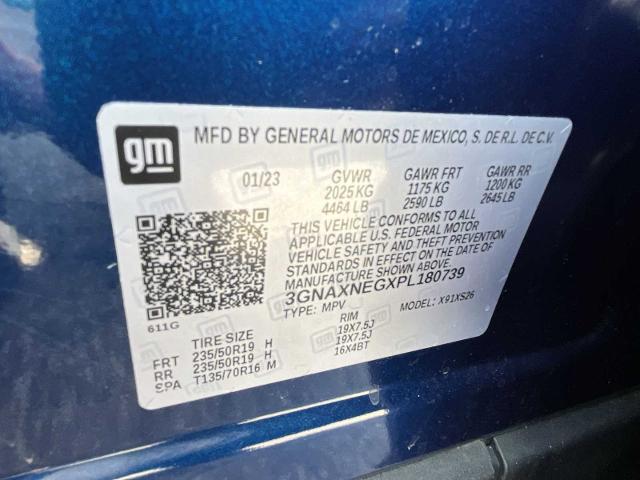 gm
MFD BY GENERAL MOTORS DE MEXICO, S. DE R.L. DE C.V.
01/23 GVWR GAWR FRT GAWR RR
2025 KG 1175 KG 1200 KG
4464 LB 2590 LB 2645 LB
THIS VEHICLE CONFORMS TO ALL
APPLICABLE U.S. FEDERAL MOTOR
VEHICLE SAFETY AND THEFT PREVENTION
STANDARDS IN EFFECT ON THE DATE OF
MANUFACTURE SHOWN ABOVE.
3GNAXNEGXPL180739
TYPE: MPV MODEL: X91XS26
611G
TIRE SIZE RIM
FRT 235/50R19 H 19X7.5J
RR 235/50R19 H 19X7.5J
SPA T135/70R16 M 16X4BT